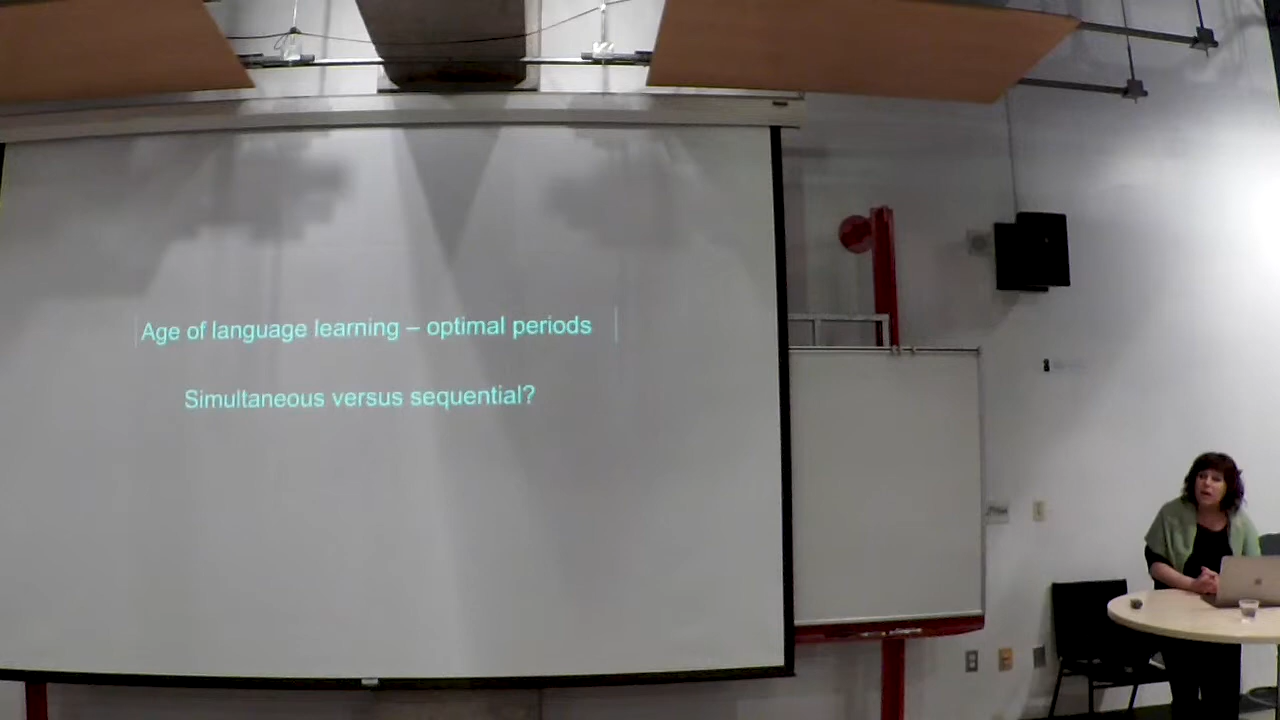 Age of language learning – optimal periods
Simultaneous versus sequential?